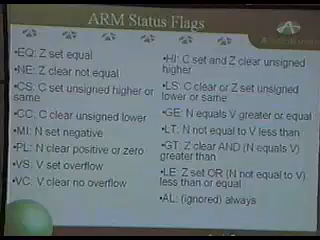 ARM Status Flags
•EQ: Z set equal
•NE: Z clear not equal
•CS: C set unsigned higher or
same
•CC: C clear unsigned lower
•MI: N set negative
•PL: N clear positive or zero
•VS: V set overflow
•VC: V clear no overflow
•HI: C set and Z clear unsigned
higher
•LS: C clear or Z set unsigned
lower or same
•GE: N equals V greater or equal
•LT: N not equal to V less than
•GT: Z clear AND (N equals V)
greater than
•LE: Z set OR (N not equal to V)
less than or equal
•AL: (ignored) always